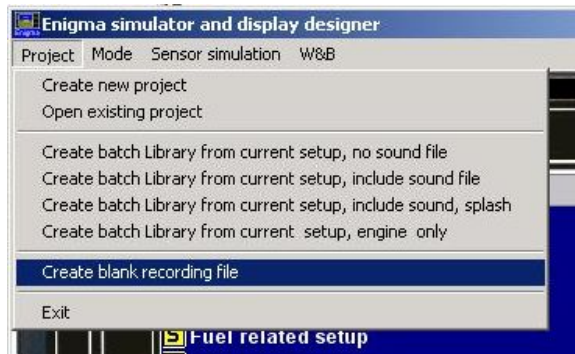 Enigma simulator and display designer
Project Mode Sensor simulation W&B
Create new project
Open existing project
Create batch Library from current setup, no sound file
Create batch Library from current setup, include sound file
Create batch Library from current setup, include sound, splash
Create batch Library from current setup, engine only
Create blank recording file
Exit
5 Fuel related setup